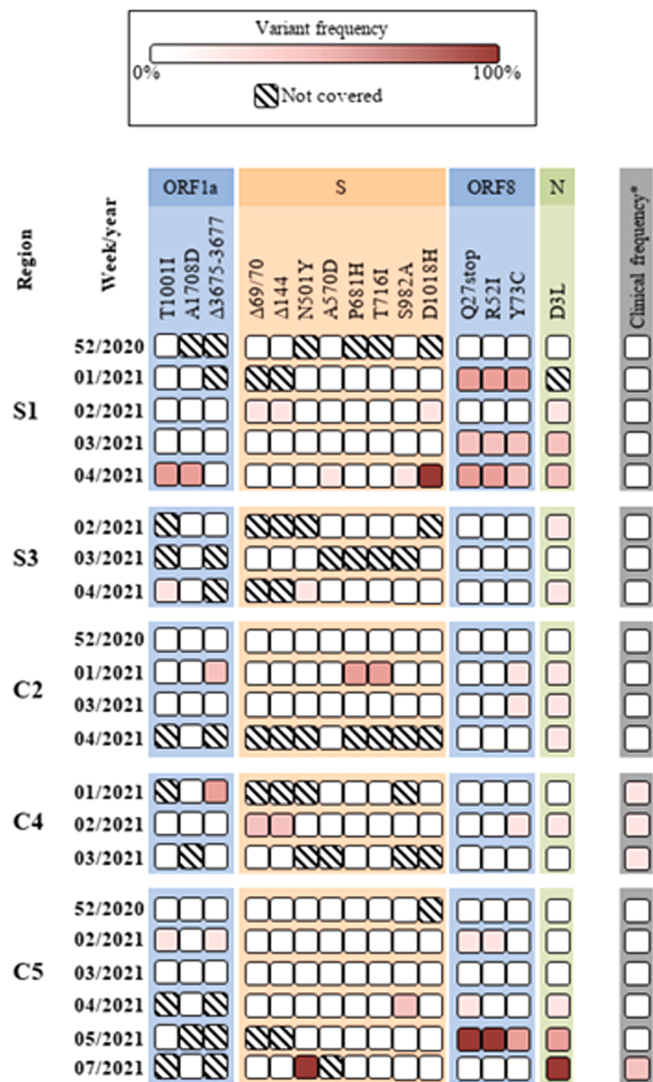 Variant frequency
0% 100%
Not covered
ORF1a S ORF8 N
Region Week/year T1001I A1708D Δ3675-3677 Δ69/70 Δ144 N501Y A570D P681H T716I S982A D1018H Q27stop R52I Y73C D3L Clinical frequency*
52/2020
01/2021
S1 02/2021
03/2021
04/2021
02/2021
S3 03/2021
04/2021
52/2020
01/2021
C2
03/2021
04/2021
01/2021
C4 02/2021
03/2021
52/2020
02/2021
C5 03/2021
04/2021
05/2021
07/2021